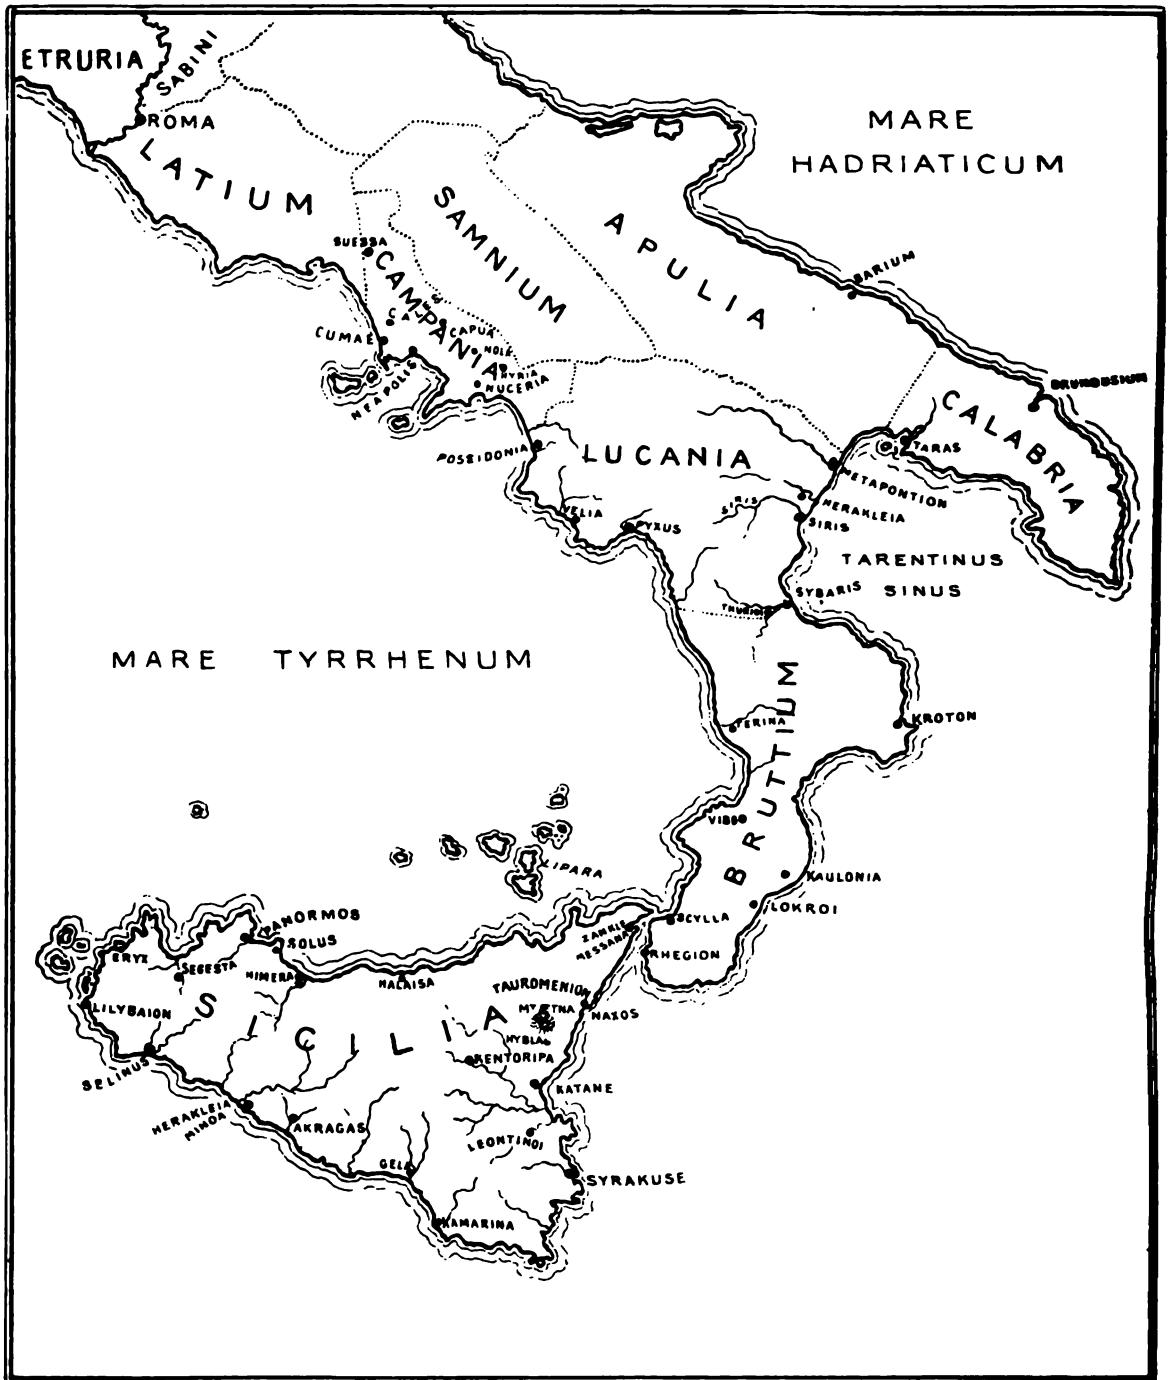 ETRURIA
SABINI
ROMA
LATIUM
MARE
HADRIATICUM
SAMNIUM
APULIA
SUESSA
CAMPANIA
BARIUM
CUMAE
CAPUA
NEAPOLIS
NUCERIA
CALABRIA
POSEIDONIA
LUCANIA
TARAS
METAPONTION
HERAKLEIA
SIRIS
SIRIS
VELIA
PYXUS
TARENTINUS
SINUS
SYBARIS
MARE TYRRHENUM
BRUTTIUM
TERINA
KROTON
VIBO
LIPARA
KAULONIA
LOKROI
SCYLLA
RHEGION
ZANKLE
MESSANA
PANORMOS
SOLUS
ERYX
SEGESTA
HIMERA
HALAISA
TAUROMENION
LILYBAION
SICILIA
MT ETNA
NAXOS
HYBLA
KENTORIPA
SELINUS
KATANE
HERAKLEIA
MINOA
AKRAGAS
LEONTINOI
GELA
SYRAKUSE
KAMARINA